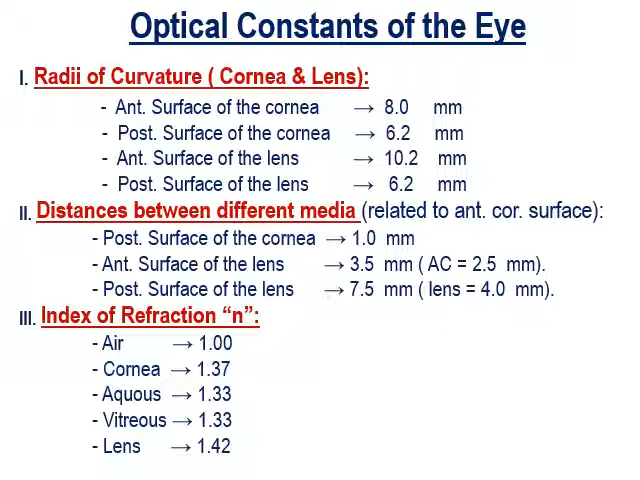 Optical Constants of the Eye
I. Radii of Curvature ( Cornea & Lens):
- Ant. Surface of the cornea → 8.0 mm
- Post. Surface of the cornea → 6.2 mm
- Ant. Surface of the lens → 10.2 mm
- Post. Surface of the lens → 6.2 mm
II. Distances between different media (related to ant. cor. surface):
- Post. Surface of the cornea → 1.0 mm
- Ant. Surface of the lens → 3.5 mm ( AC = 2.5 mm).
- Post. Surface of the lens → 7.5 mm ( lens = 4.0 mm).
III. Index of Refraction “n”:
- Air → 1.00
- Cornea → 1.37
- Aquous → 1.33
- Vitreous → 1.33
- Lens → 1.42